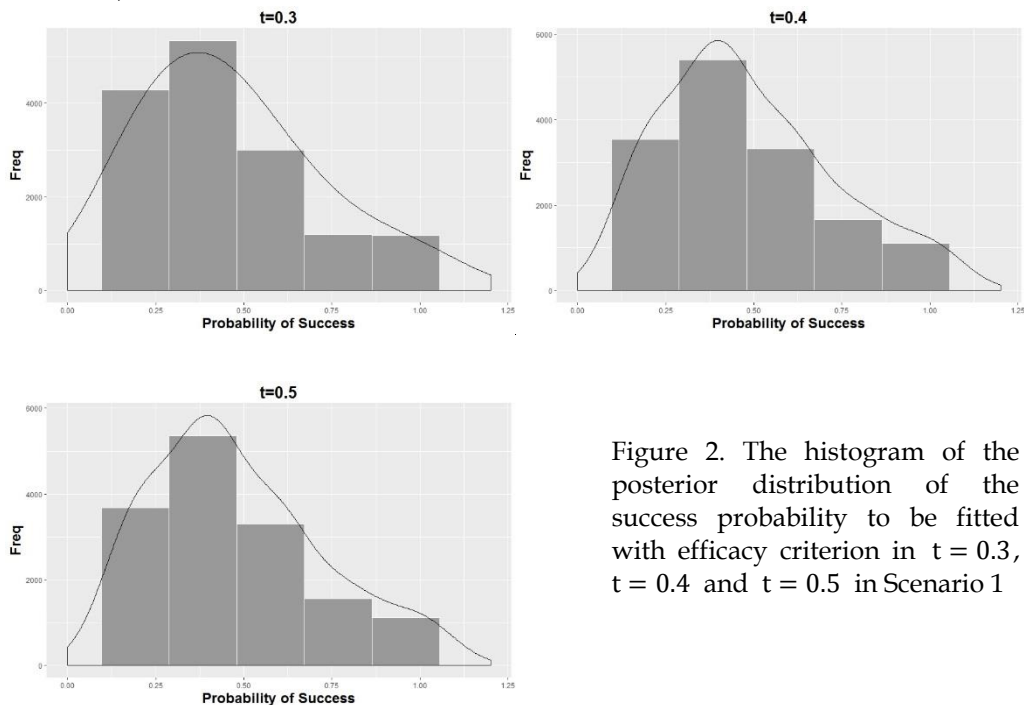 t=0.3
Freq
4000
2000
0
0.00 0.25 0.50 0.75 1.00 1.25
Probability of Success
t=0.4
Freq
6000
4000
2000
0
0.00 0.25 0.50 0.75 1.00 1.25
Probability of Success
t=0.5
Freq
6000
4000
2000
0
0.00 0.25 0.50 0.75 1.00 1.25
Probability of Success
Figure 2. The histogram of the
posterior distribution of the
success probability to be fitted
with efficacy criterion in t = 0.3,
t = 0.4 and t = 0.5 in Scenario 1